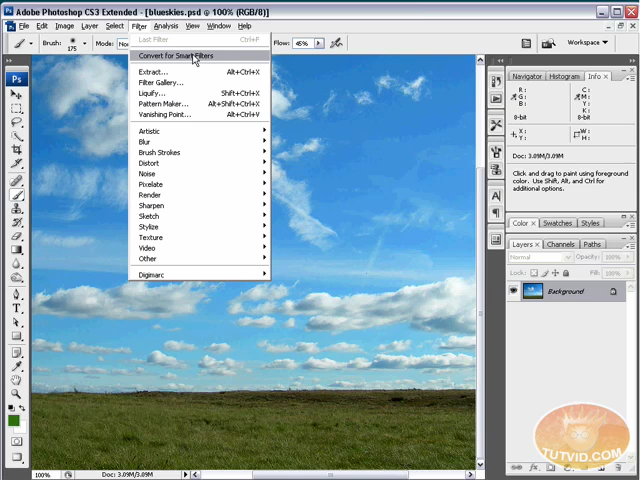 Adobe Photoshop CS3 Extended - [blueskies.psd @ 100% (RGB/8)]
File Edit Image Layer Select Filter Analysis View Window Help
Brush: 175 Mode: Flow: 45% Workspace
Last Filter Ctrl+F
Convert for Smart Filters
Extract... Alt+Ctrl+X
Filter Gallery...
Liquify... Shift+Ctrl+X
Pattern Maker... Alt+Shift+Ctrl+X
Vanishing Point... Alt+Ctrl+V
Artistic
Blur
Brush Strokes
Distort
Noise
Pixelate
Render
Sharpen
Sketch
Stylize
Texture
Video
Other
Digimarc
Ps
Navigator Histogram Info
R: C:
G: M:
B: Y:
K:
8-bit 8-bit
X: W:
Y: H:
Doc: 3.09M/3.09M
Click and drag to paint using foreground
color. Use Shift, Alt, and Ctrl for
additional options.
Color Swatches Styles
Layers Channels Paths
Normal Opacity: 100%
Lock: Fill: 100%
Background
TUTVID.COM
100% Doc: 3.09M/3.09M